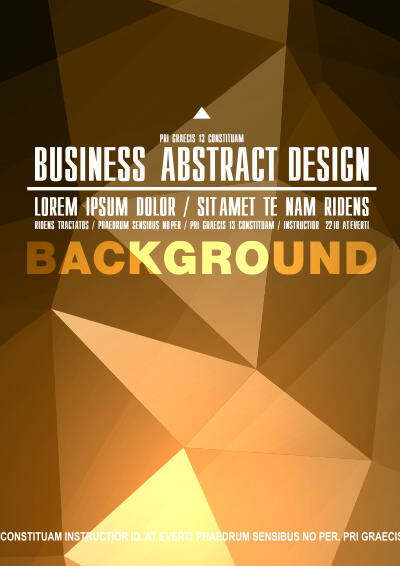 PRI GRAECIS 13 CONSTITUAM
BUSINESS ABSTRACT DESIGN
LOREM IPSUM DOLOR / SIT AMET TE NAM RIDENS
RIDENS TRACTATOS / PHAEDRUM SENSIBUS NO PER / PRI GRAECIS 13 CONSTITUAM / INSTRUCTIOR 2210 AT EVERTI
BACKGROUND
CONSTITUAM INSTRUCTIOR ID. AT EVERTI PHAEDRUM SENSIBUS NO PER. PRI GRAECIS